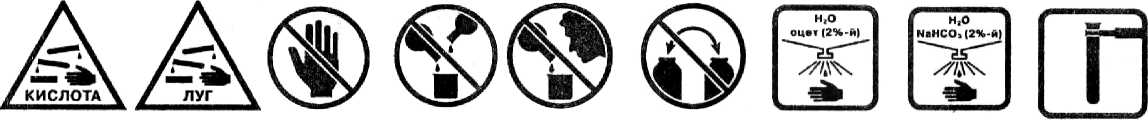 КИСЛОТА
ЛУГ
H₂O
оцет (2%-й)
H₂O
NaHCO₃ (2%-й)